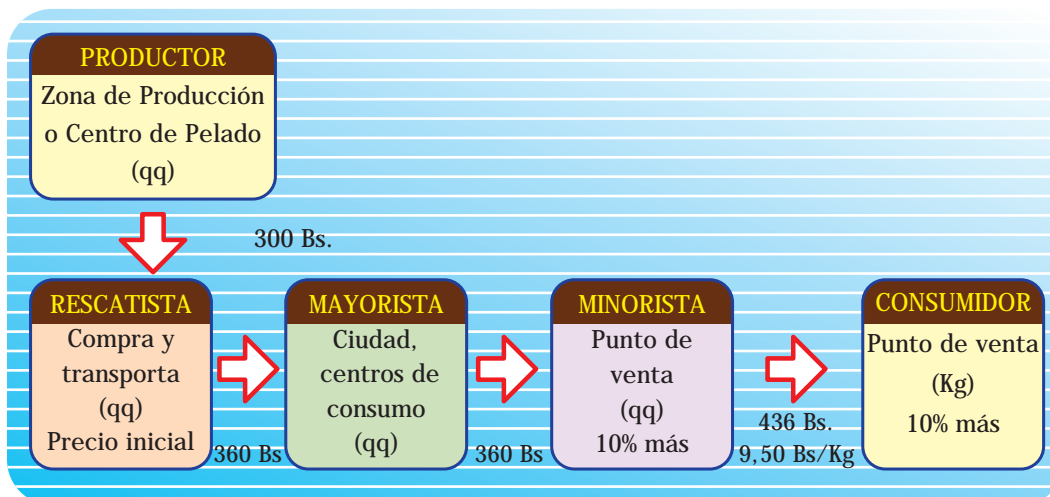 PRODUCTOR
Zona de Producción
o Centro de Pelado
(qq)
300 Bs.
RESCATISTA
Compra y
transporta
(qq)
Precio inicial
360 Bs
MAYORISTA
Ciudad,
centros de
consumo
(qq)
360 Bs
MINORISTA
Punto de
venta
(qq)
10% más
436 Bs.
9,50 Bs/Kg
CONSUMIDOR
Punto de venta
(Kg)
10% más